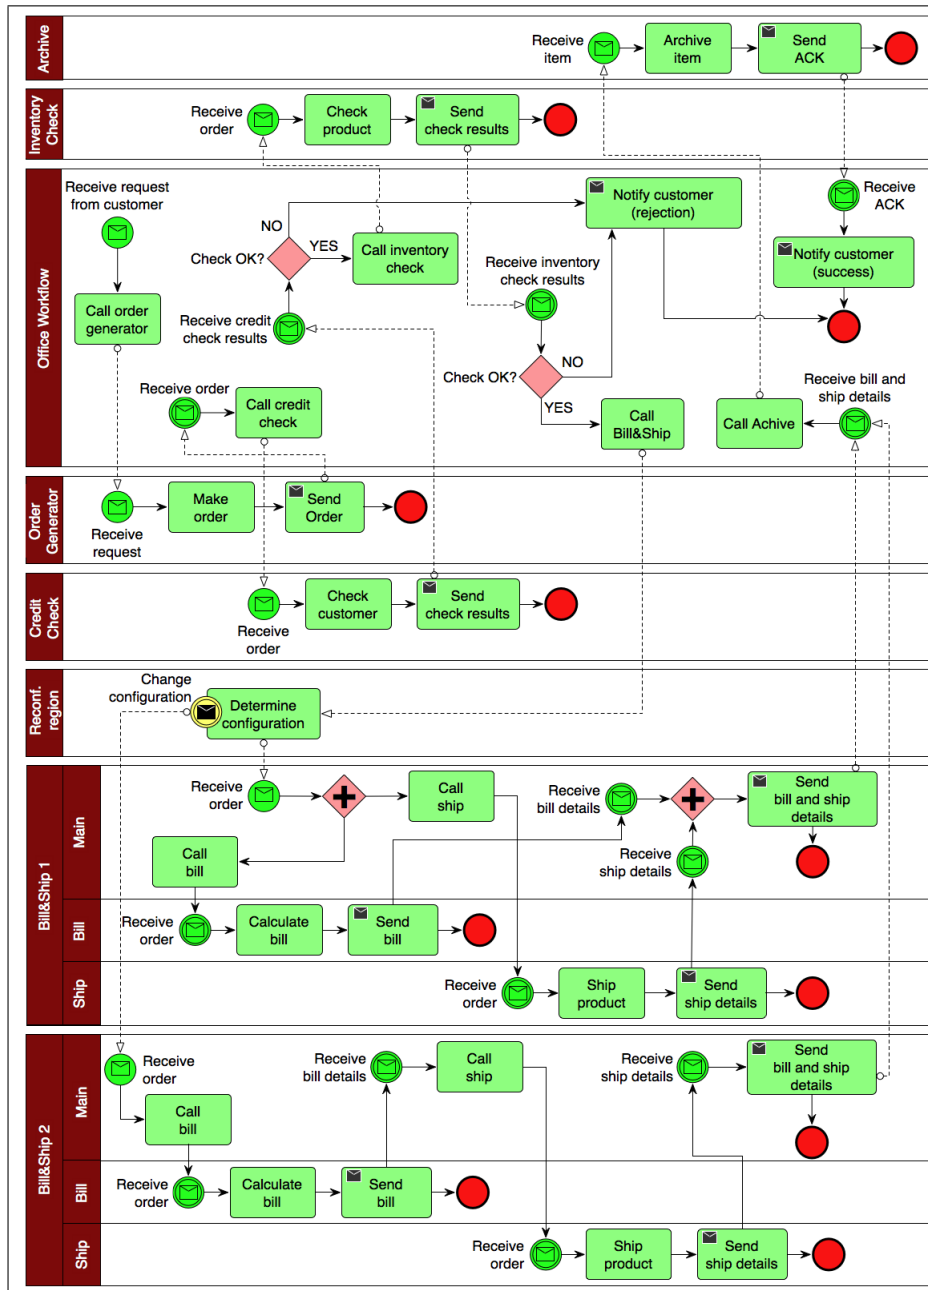 Archive
Receive
item
Archive
item
Send
ACK
Inventory
Check
Receive
order
Check
product
Send
check results
Office Workflow
Receive request
from customer
Call order
generator
NO
Check OK?
YES
Call inventory
check
Receive credit
check results
Receive order
Call credit
check
Notify customer
(rejection)
Receive inventory
check results
Check OK?
NO
YES
Call
Bill&Ship
Receive
ACK
Notify customer
(success)
Receive bill and
ship details
Call Achive
Order
Generator
Receive
request
Make
order
Send
Order
Credit
Check
Receive
order
Check
customer
Send
check results
Reconf.
region
Change
configuration
Determine
configuration
Bill&Ship 1
Main
Receive
order
Call
ship
Call
bill
Receive
bill details
Receive
ship details
Send
bill and ship
details
Bill
Receive
order
Calculate
bill
Send
bill
Ship
Receive
order
Ship
product
Send
ship details
Bill&Ship 2
Main
Receive
order
Call
bill
Receive
bill details
Call
ship
Receive
ship details
Send
bill and ship
details
Bill
Receive
order
Calculate
bill
Send
bill
Ship
Receive
order
Ship
product
Send
ship details